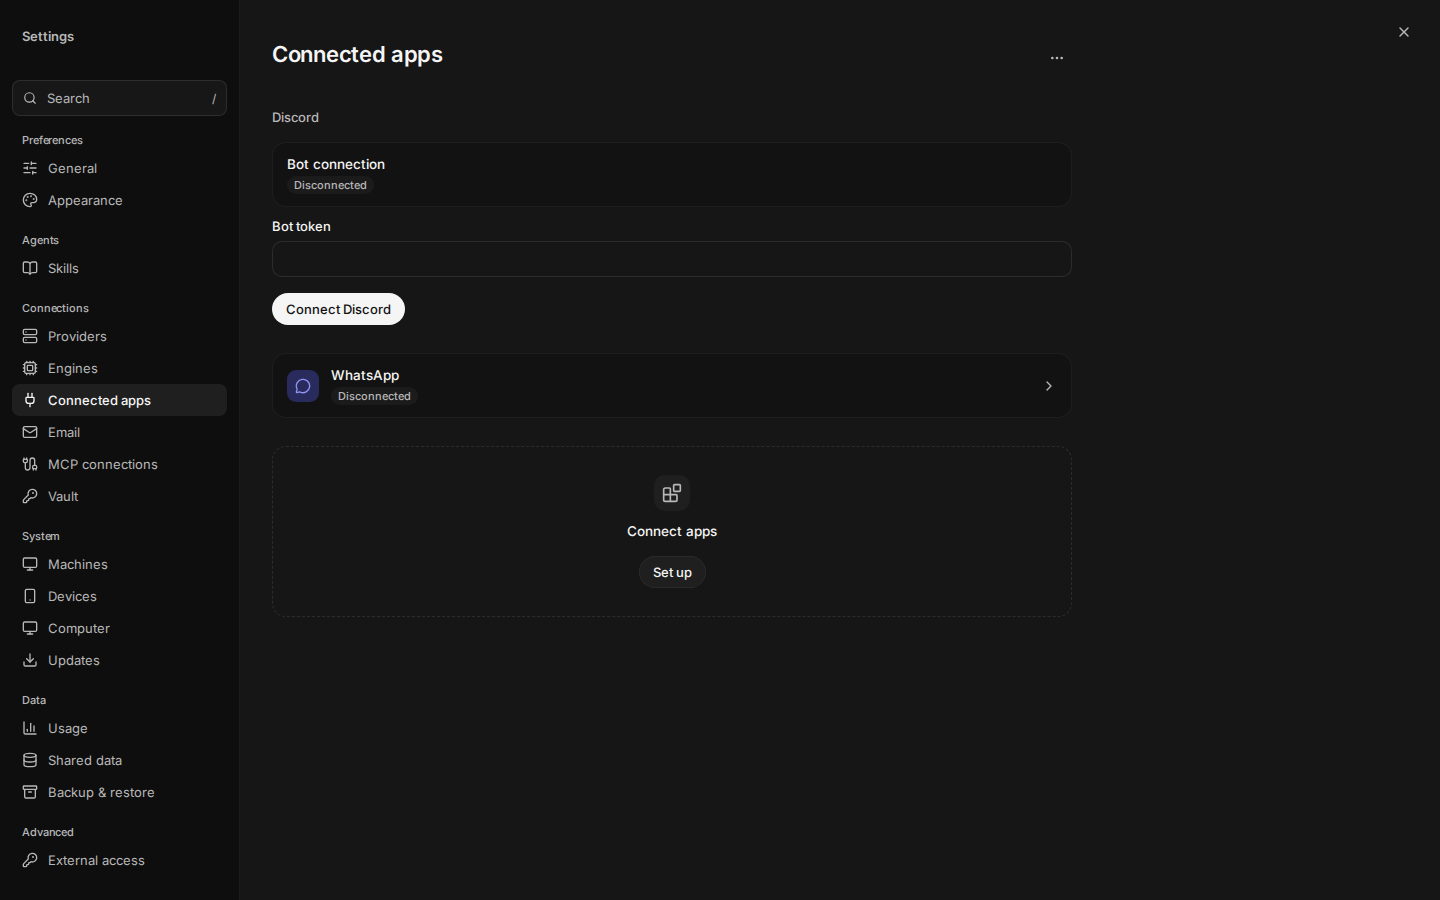 Settings
Search /
Preferences
General
Appearance
Agents
Skills
Connections
Providers
Engines
Connected apps
Email
MCP connections
Vault
System
Machines
Devices
Computer
Updates
Data
Usage
Shared data
Backup & restore
Advanced
External access
Connected apps
Discord
Bot connection
Disconnected
Bot token
Connect Discord
WhatsApp
Disconnected
Connect apps
Set up